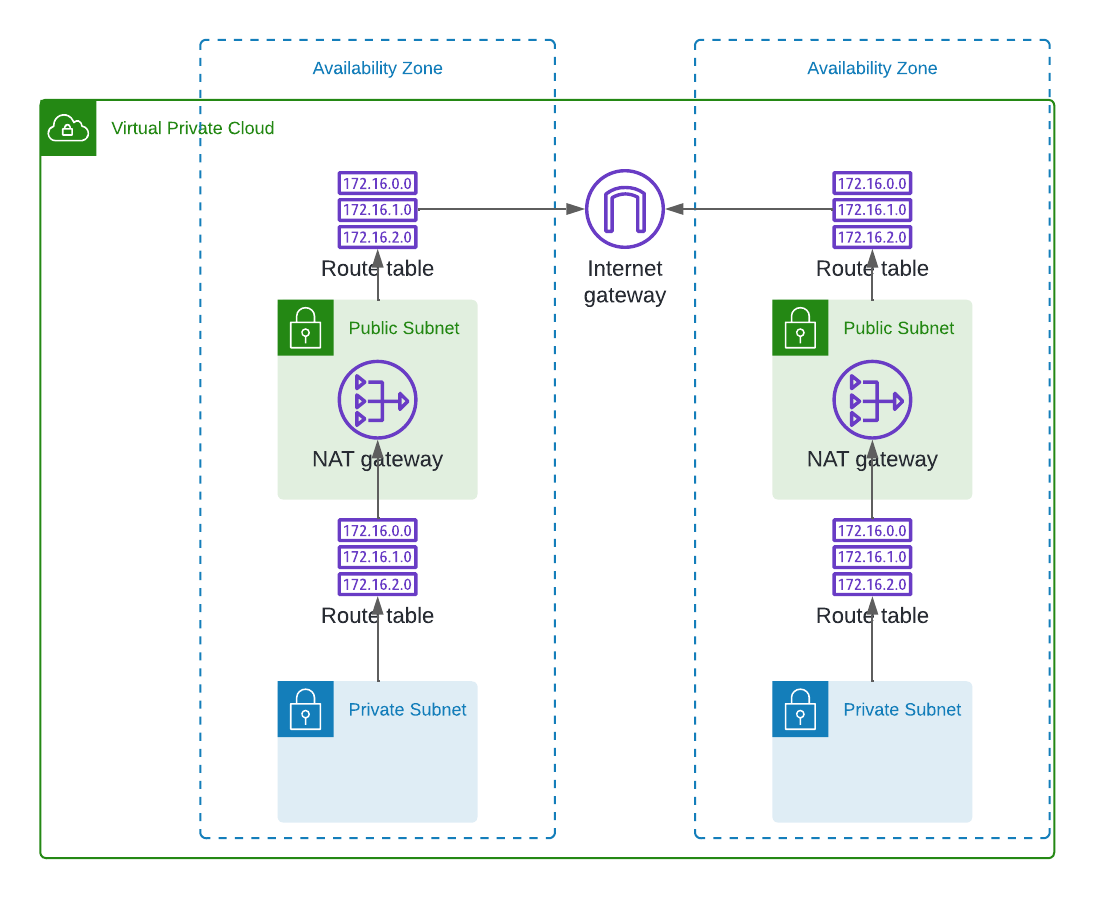 Availability Zone
Availability Zone
Virtual Private Cloud
172.16.0.0
172.16.1.0
172.16.2.0
Route table
Internet
gateway
172.16.0.0
172.16.1.0
172.16.2.0
Route table
Public Subnet
NAT gateway
Public Subnet
NAT gateway
172.16.0.0
172.16.1.0
172.16.2.0
Route table
172.16.0.0
172.16.1.0
172.16.2.0
Route table
Private Subnet
Private Subnet